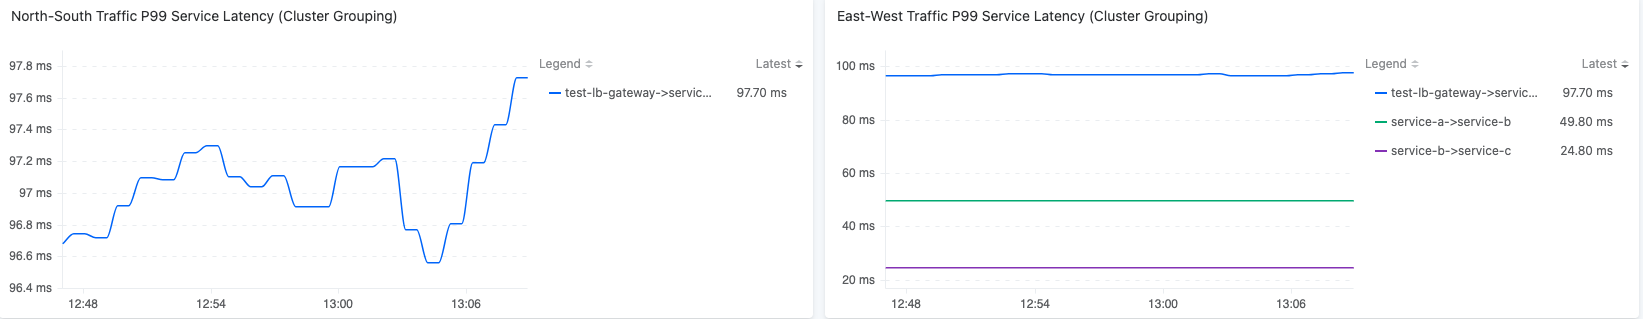 North-South Traffic P99 Service Latency (Cluster Grouping)
97.8 ms
97.6 ms
97.4 ms
97.2 ms
97 ms
96.8 ms
96.6 ms
96.4 ms
12:48
12:54
13:00
13:06
Legend
Latest
test-lb-gateway->servic...
97.70 ms
East-West Traffic P99 Service Latency (Cluster Grouping)
100 ms
80 ms
60 ms
40 ms
20 ms
12:48
12:54
13:00
13:06
Legend
Latest
test-lb-gateway->servic...
97.70 ms
service-a->service-b
49.80 ms
service-b->service-c
24.80 ms